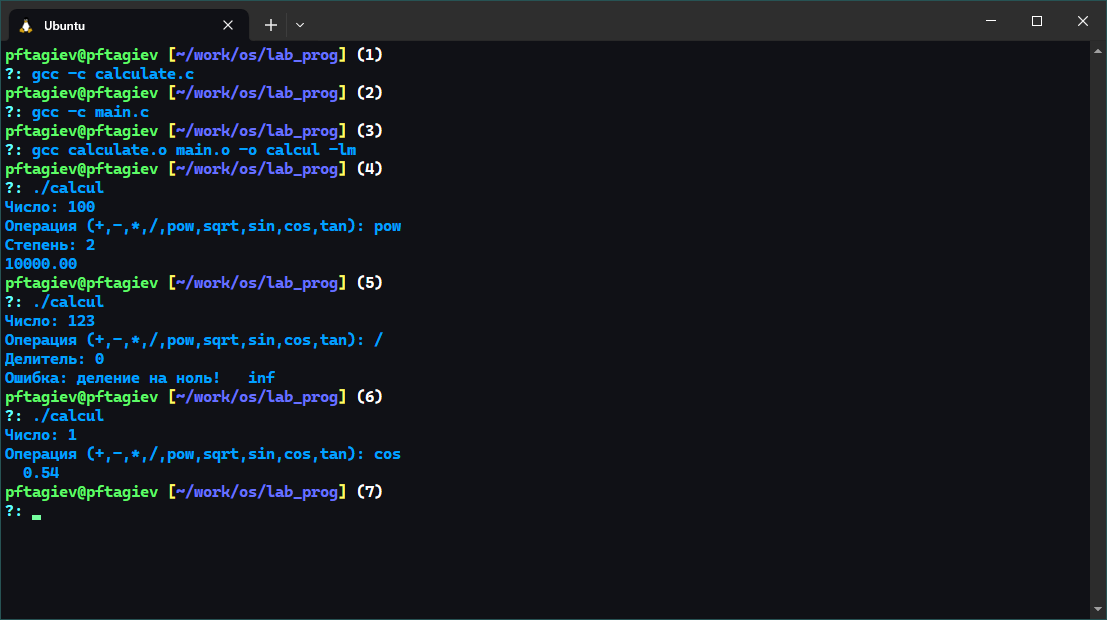 Ubuntu
pftagiev@pftagiev [~/work/os/lab_prog] (1)
?: gcc -c calculate.c
pftagiev@pftagiev [~/work/os/lab_prog] (2)
?: gcc -c main.c
pftagiev@pftagiev [~/work/os/lab_prog] (3)
?: gcc calculate.o main.o -o calcul -lm
pftagiev@pftagiev [~/work/os/lab_prog] (4)
?: ./calcul
Число: 100
Операция (+,-,*,/,pow,sqrt,sin,cos,tan): pow
Степень: 2
10000.00
pftagiev@pftagiev [~/work/os/lab_prog] (5)
?: ./calcul
Число: 123
Операция (+,-,*,/,pow,sqrt,sin,cos,tan): /
Делитель: 0
Ошибка: деление на ноль!   inf
pftagiev@pftagiev [~/work/os/lab_prog] (6)
?: ./calcul
Число: 1
Операция (+,-,*,/,pow,sqrt,sin,cos,tan): cos
  0.54
pftagiev@pftagiev [~/work/os/lab_prog] (7)
?: